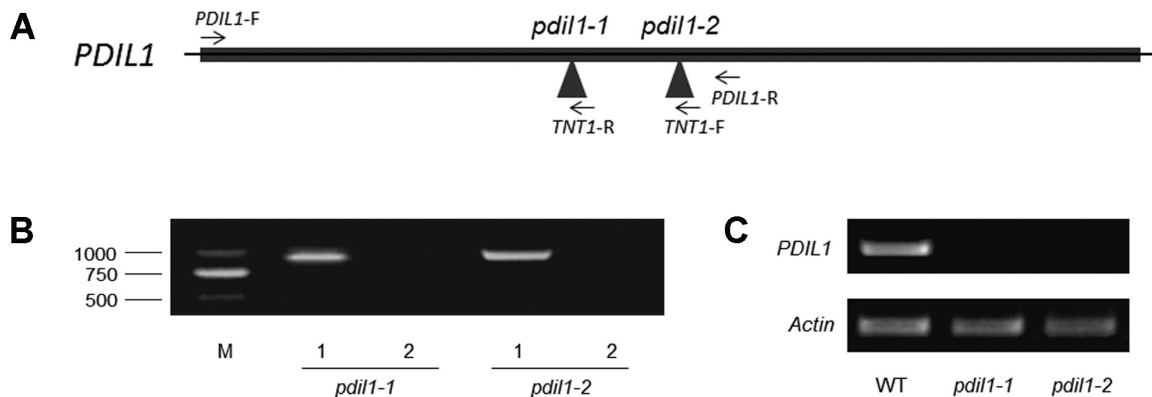 A
PDIL1-F
pdil1-1 pdil1-2
PDIL1
PDIL1-R
TNT1-R TNT1-F
B
1000
750
500
M 1 2 1 2
pdil1-1 pdil1-2
C
PDIL1
Actin
WT pdil1-1 pdil1-2